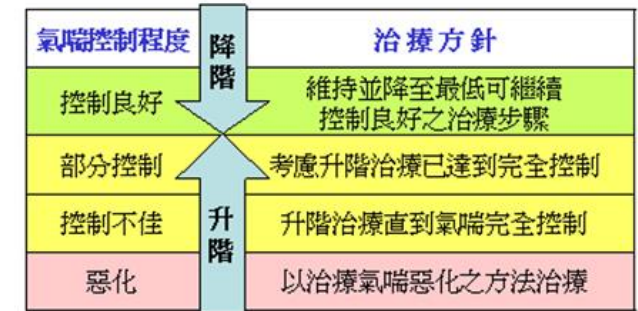 氣喘控制程度
降階
治療方針
控制良好
維持並降至最低可繼續
控制良好之治療步驟
部分控制
考慮升階治療已達到完全控制
控制不佳
升階
升階治療直到氣喘完全控制
惡化
以治療氣喘惡化之方法治療